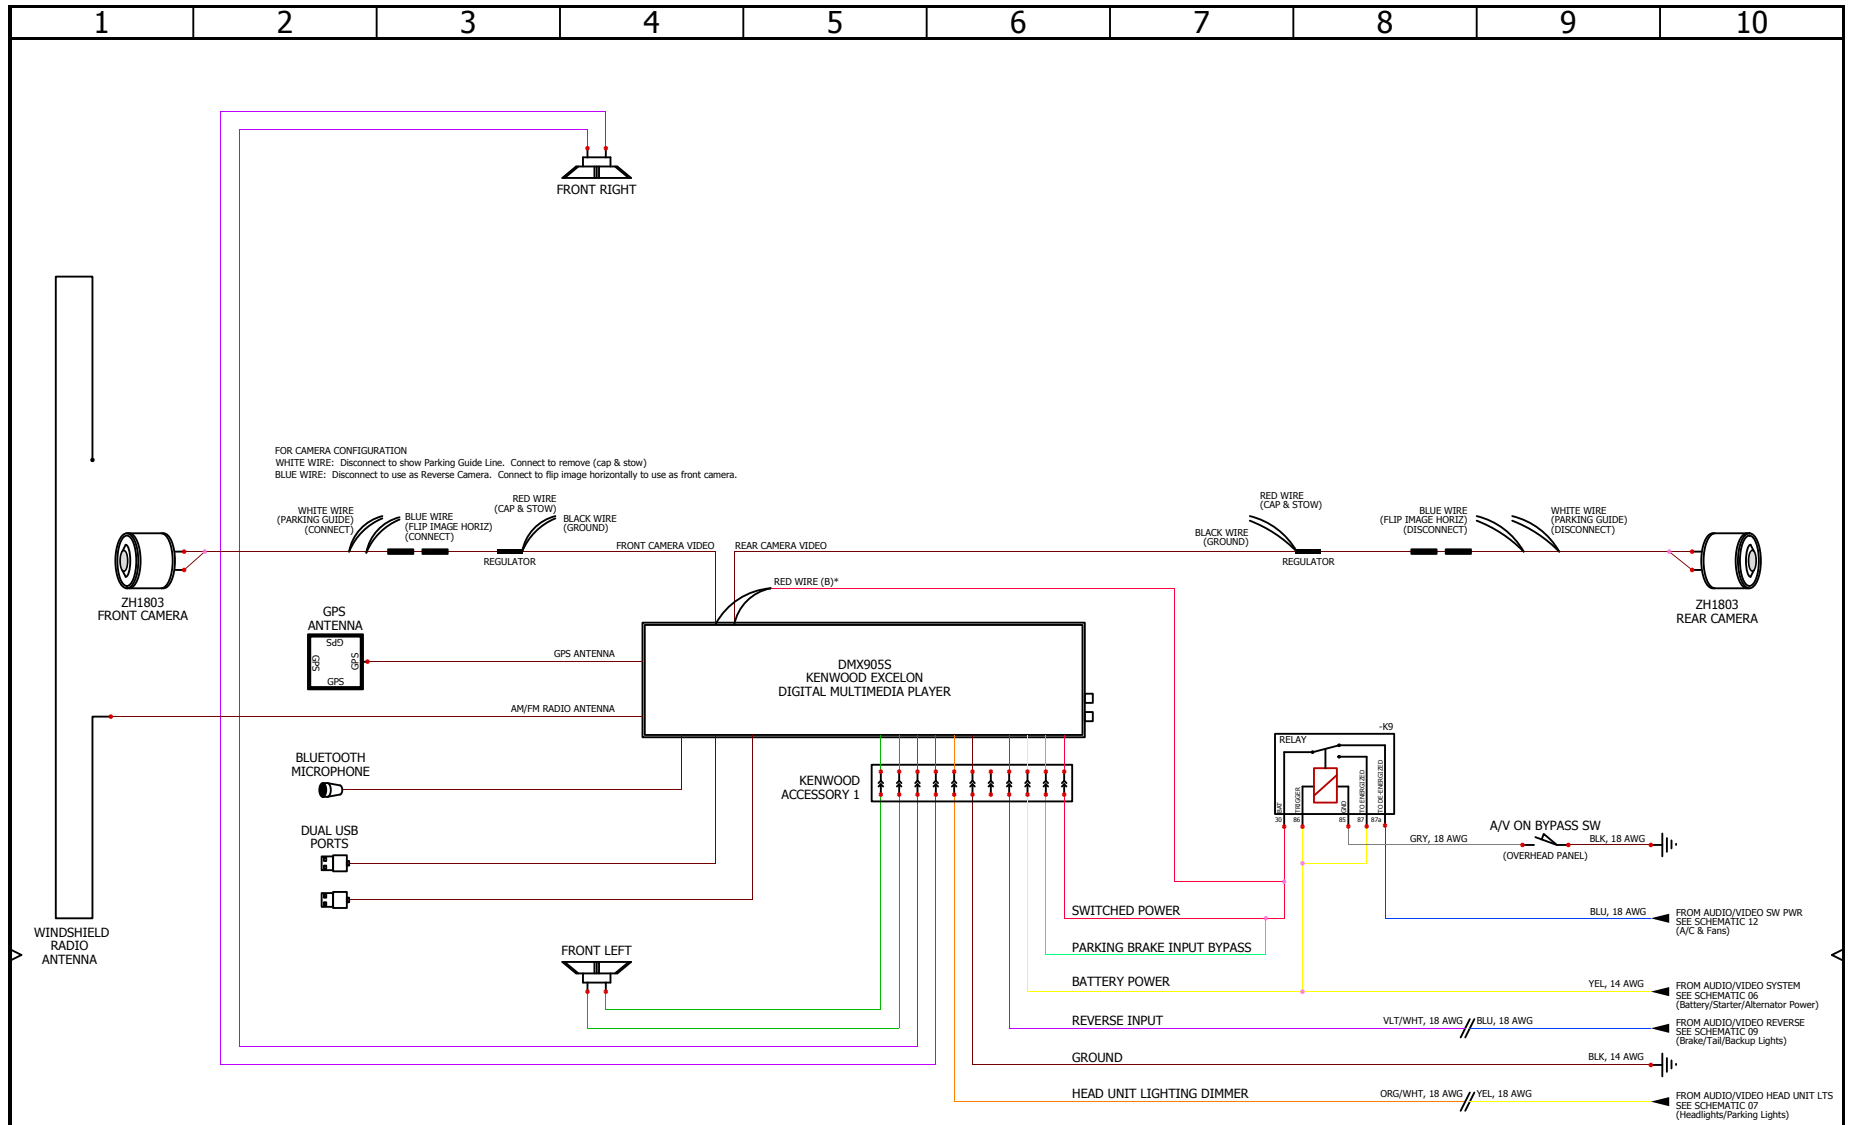 1 2 3 4 5 6 7 8 9 10
FRONT RIGHT
FOR CAMERA CONFIGURATION
WHITE WIRE: Disconnect to show Parking Guide Line. Connect to remove (cap & stow)
BLUE WIRE: Disconnect to use as Reverse Camera. Connect to flip image horizontally to use as front camera.
WHITE WIRE
(PARKING GUIDE)
(CONNECT)
BLUE WIRE
(FLIP IMAGE HORIZ)
(CONNECT)
RED WIRE
(CAP & STOW)
BLACK WIRE
(GROUND)
REGULATOR
FRONT CAMERA VIDEO
REAR CAMERA VIDEO
RED WIRE
(CAP & STOW)
BLACK WIRE
(GROUND)
REGULATOR
BLUE WIRE
(FLIP IMAGE HORIZ)
(DISCONNECT)
WHITE WIRE
(PARKING GUIDE)
(DISCONNECT)
ZH1803
FRONT CAMERA
RED WIRE (B)*
ZH1803
REAR CAMERA
GPS
ANTENNA
GPS
GPS
GPS
GPS
GPS ANTENNA
DMX905S
KENWOOD EXCELON
DIGITAL MULTIMEDIA PLAYER
AM/FM RADIO ANTENNA
BLUETOOTH
MICROPHONE
KENWOOD
ACCESSORY 1
-K9
RELAY
BAT
TRIGGER
GND
TO ENERGIZED
TO DE-ENERGIZED
30 86 85 87 87a
DUAL USB
PORTS
GRY, 18 AWG
A/V ON BYPASS SW
(OVERHEAD PANEL)
BLK, 18 AWG
WINDSHIELD
RADIO
ANTENNA
FRONT LEFT
SWITCHED POWER
BLU, 18 AWG
FROM AUDIO/VIDEO SW PWR
SEE SCHEMATIC 12
(A/C & Fans)
PARKING BRAKE INPUT BYPASS
BATTERY POWER
YEL, 14 AWG
FROM AUDIO/VIDEO SYSTEM
SEE SCHEMATIC 06
(Battery/Starter/Alternator Power)
REVERSE INPUT
VLT/WHT, 18 AWG
BLU, 18 AWG
FROM AUDIO/VIDEO REVERSE
SEE SCHEMATIC 09
(Brake/Tail/Backup Lights)
GROUND
BLK, 14 AWG
HEAD UNIT LIGHTING DIMMER
ORG/WHT, 18 AWG
YEL, 18 AWG
FROM AUDIO/VIDEO HEAD UNIT LTS
SEE SCHEMATIC 07
(Headlights/Parking Lights)